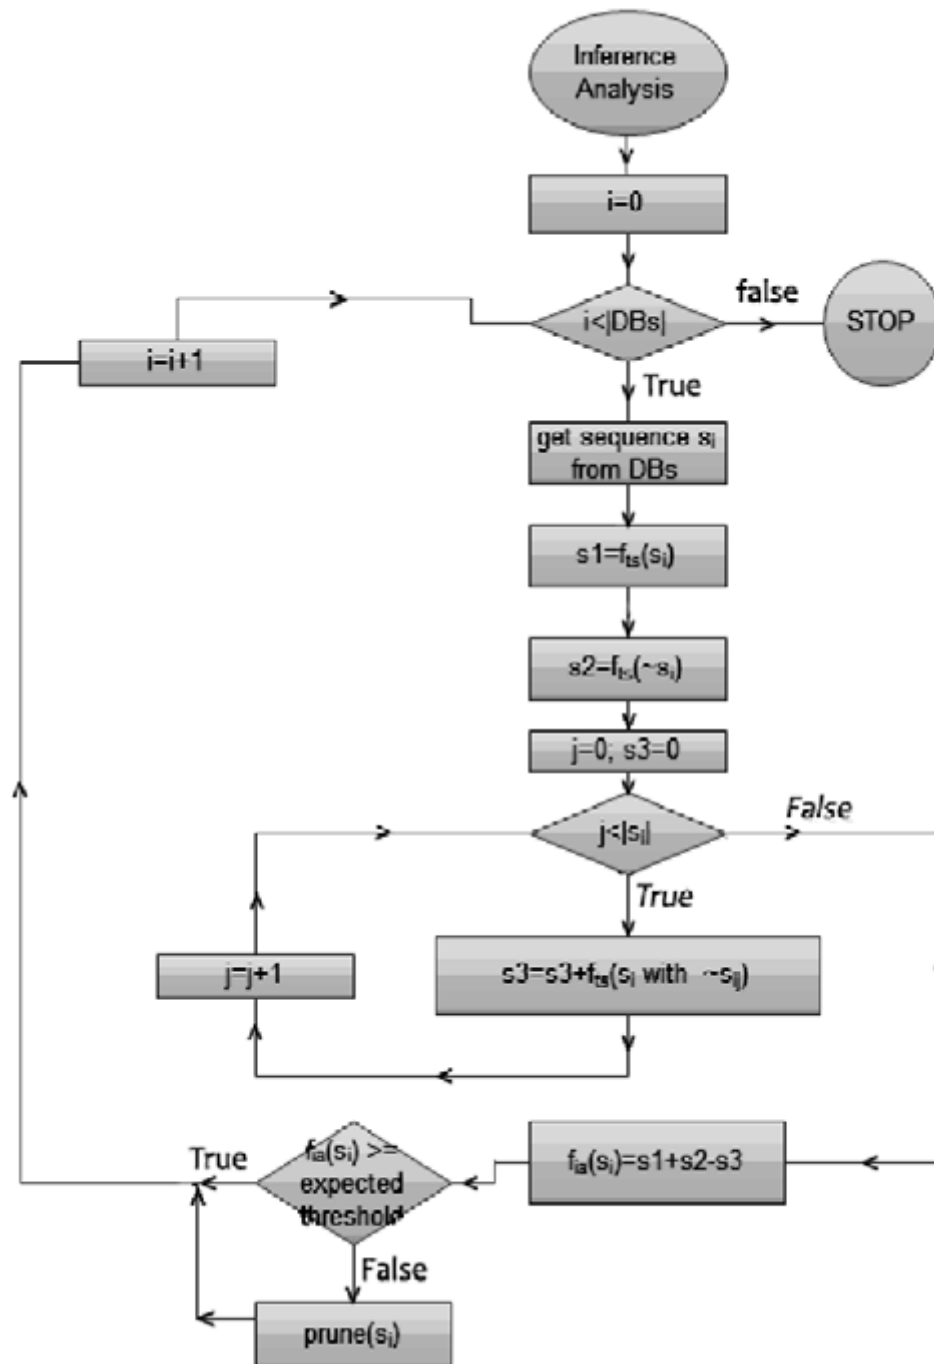 Inference
Analysis
i=0
i<|DBs|
false
STOP
i=i+1
True
get sequence sᵢ
from DBs
s1=fₜₛ(sᵢ)
s2=fₜₛ(~sᵢ)
j=0; s3=0
j<|sᵢ|
False
True
j=j+1
s3=s3+fₜₛ(sᵢ with ~sᵢⱼ)
True
fᵢₐ(sᵢ) >=
expected
threshold
fᵢₐ(sᵢ)=s1+s2-s3
False
prune(sᵢ)